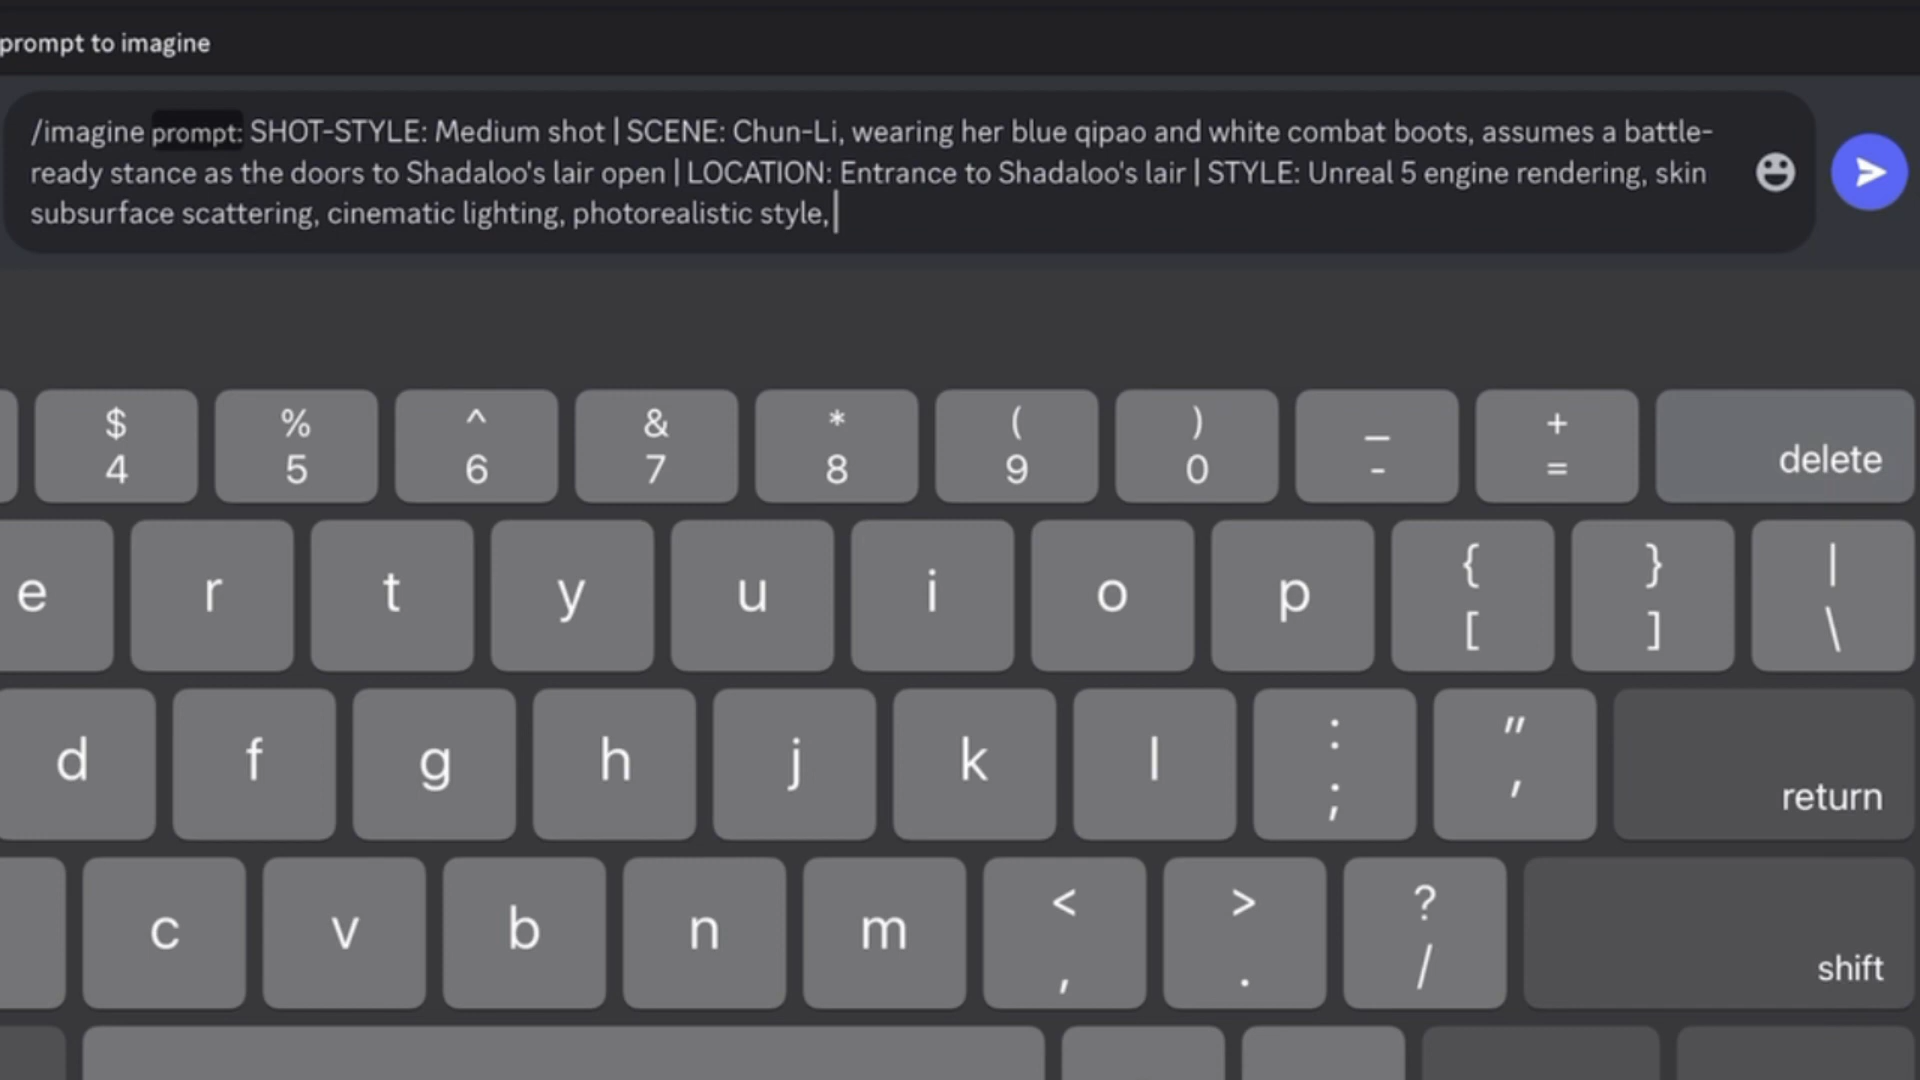 prompt to imagine
/imagine prompt: SHOT-STYLE: Medium shot | SCENE: Chun-Li, wearing her blue qipao and white combat boots, assumes a battle-
ready stance as the doors to Shadaloo's lair open | LOCATION: Entrance to Shadaloo's lair | STYLE: Unreal 5 engine rendering, skin
subsurface scattering, cinematic lighting, photorealistic style,
$ % ^ & * ( ) _ +
4 5 6 7 8 9 0 - = delete
e r t y u i o p { } |
[ ] \
d f g h j k l : "
; ' return
c v b n m < > ?
, . / shift